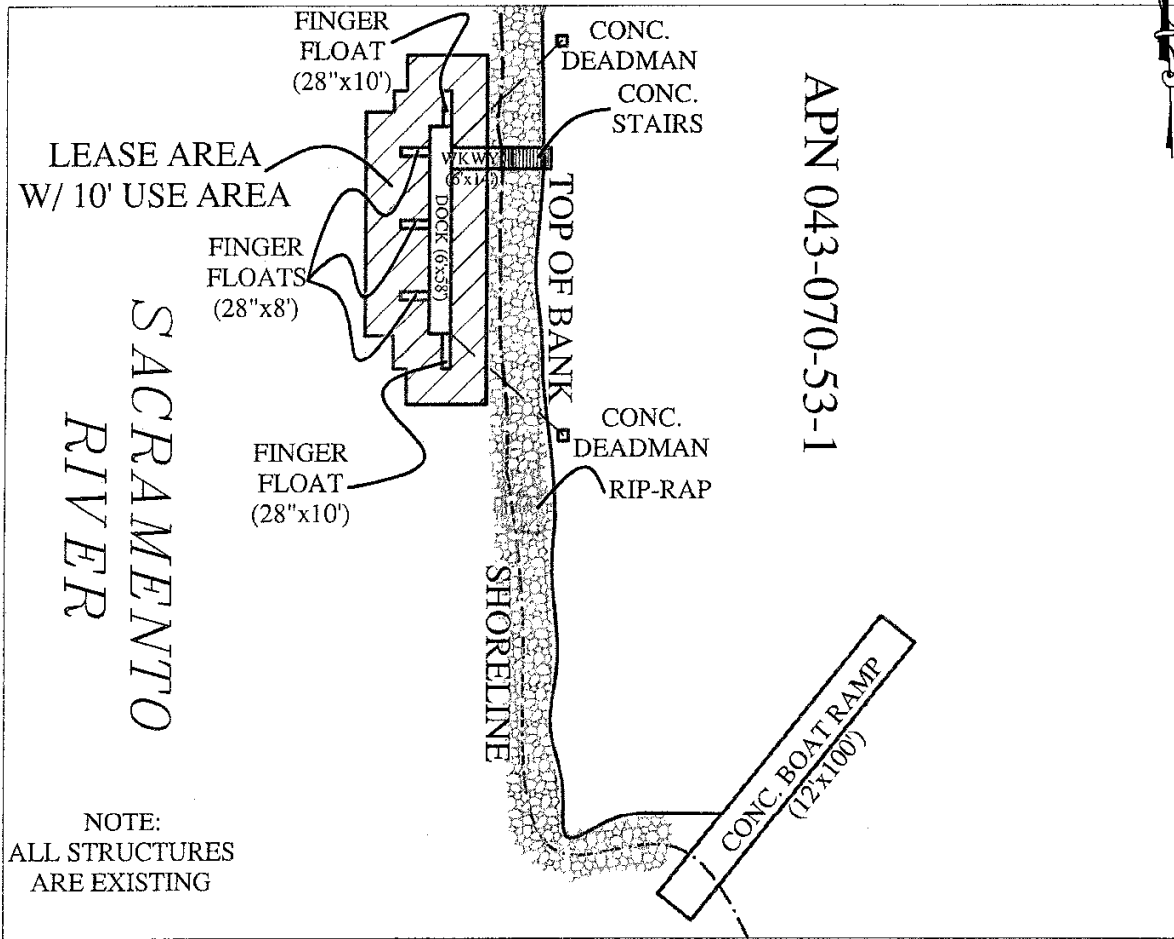 FINGER
FLOAT
(28"x10')
CONC.
DEADMAN
CONC.
STAIRS
LEASE AREA
W/ 10' USE AREA
WKWY
(6'x14')
DOCK (6'x58')
FINGER
FLOATS
(28"x8')
TOP OF BANK
APN 043-070-53-1
SACRAMENTO
RIVER
FINGER
FLOAT
(28"x10')
CONC.
DEADMAN
RIP-RAP
SHORELINE
CONC. BOAT RAMP
(12'x100')
NOTE:
ALL STRUCTURES
ARE EXISTING